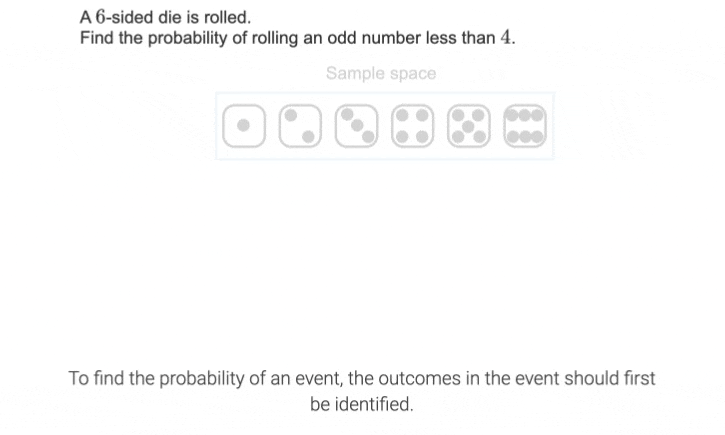 A 6-sided die is rolled.
Find the probability of rolling an odd number less than 4.
Sample space
To find the probability of an event, the outcomes in the event should first
be identified.